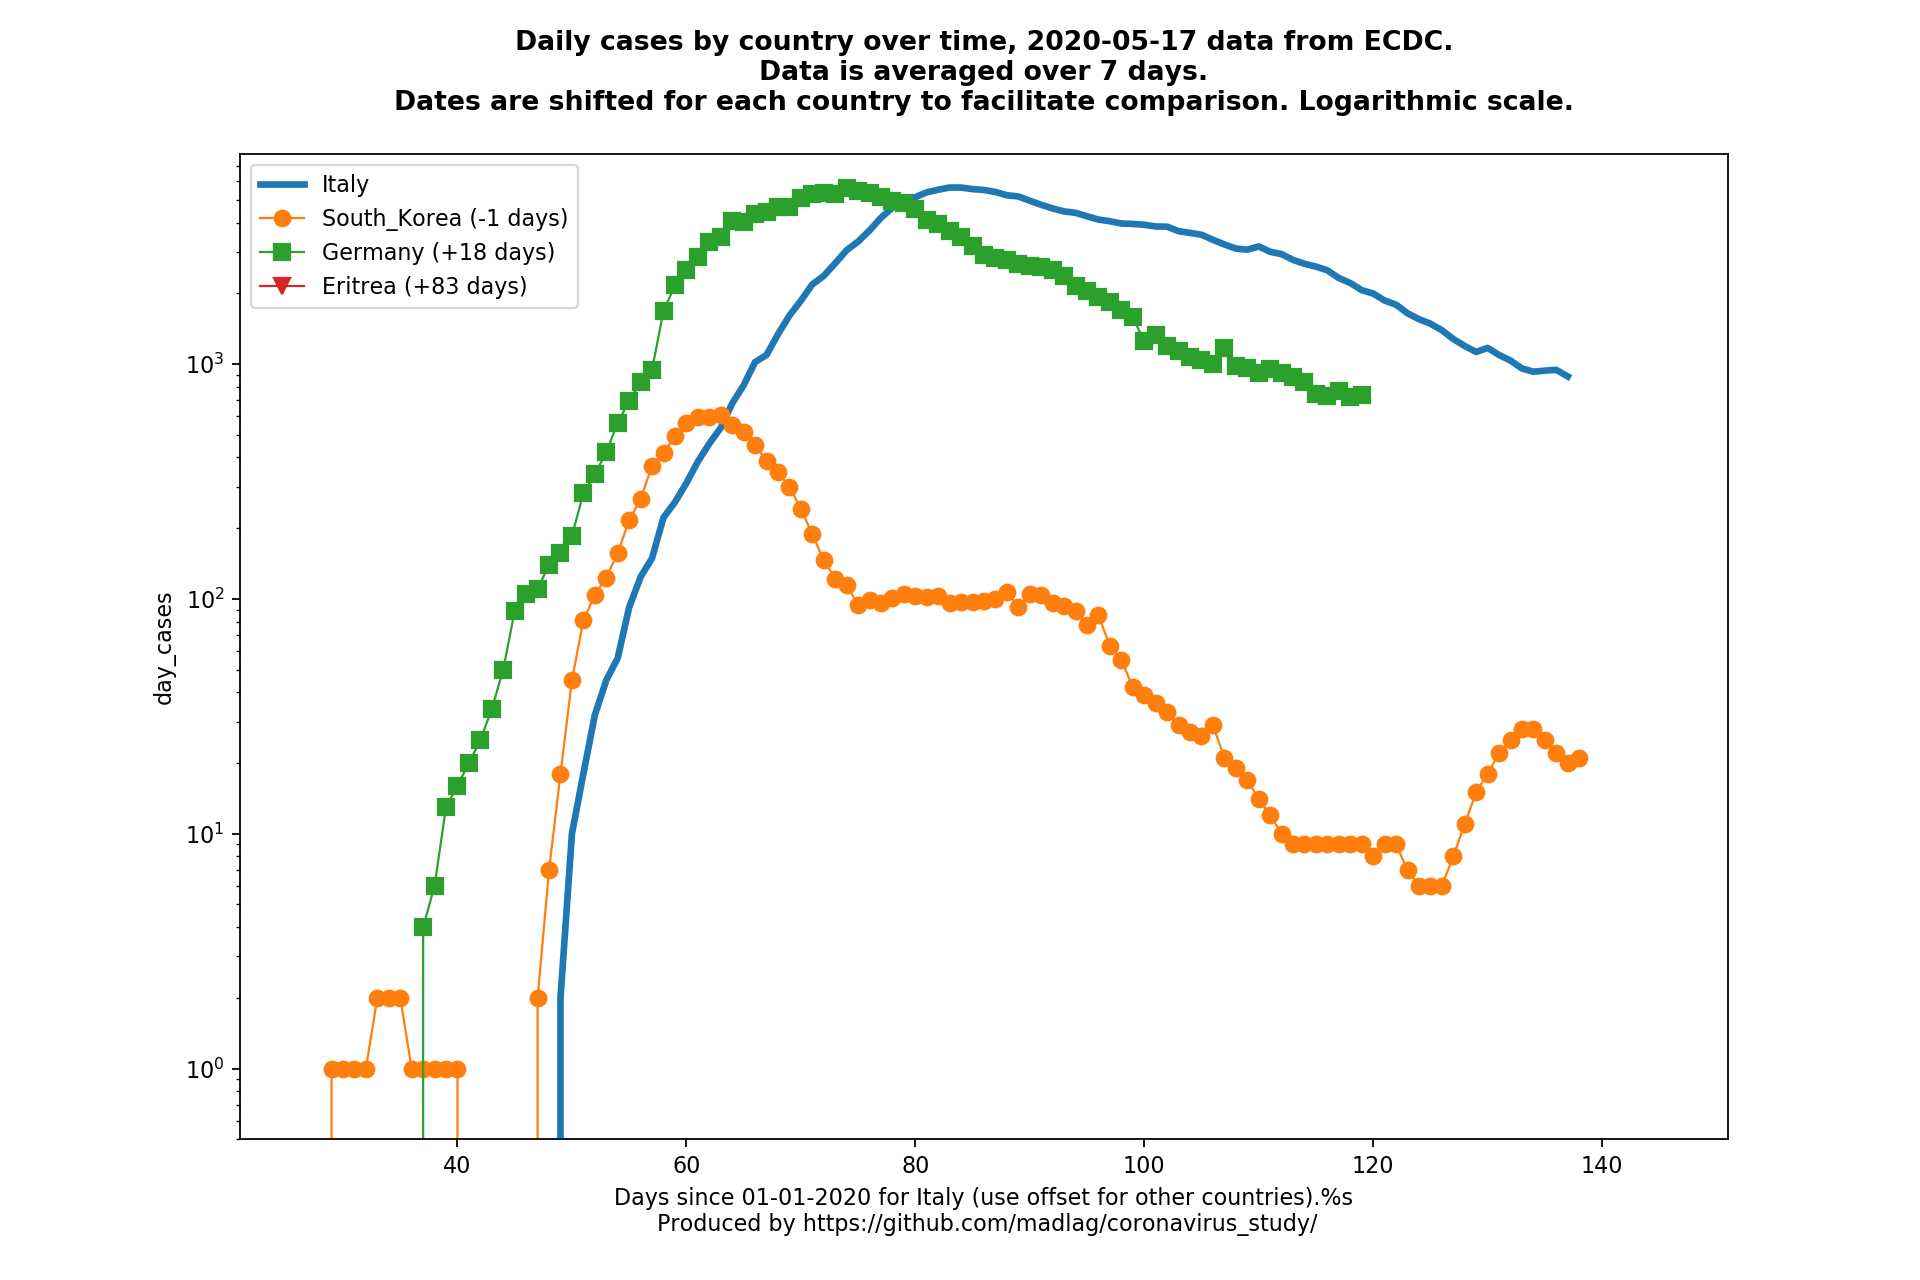 Daily cases by country over time, 2020-05-17 data from ECDC.
Data is averaged over 7 days.
Dates are shifted for each country to facilitate comparison. Logarithmic scale.
Italy
South_Korea (-1 days)
Germany (+18 days)
Eritrea (+83 days)
day_cases
10³
10²
10¹
10⁰
40 60 80 100 120 140
Days since 01-01-2020 for Italy (use offset for other countries).%s
Produced by https://github.com/madlag/coronavirus_study/